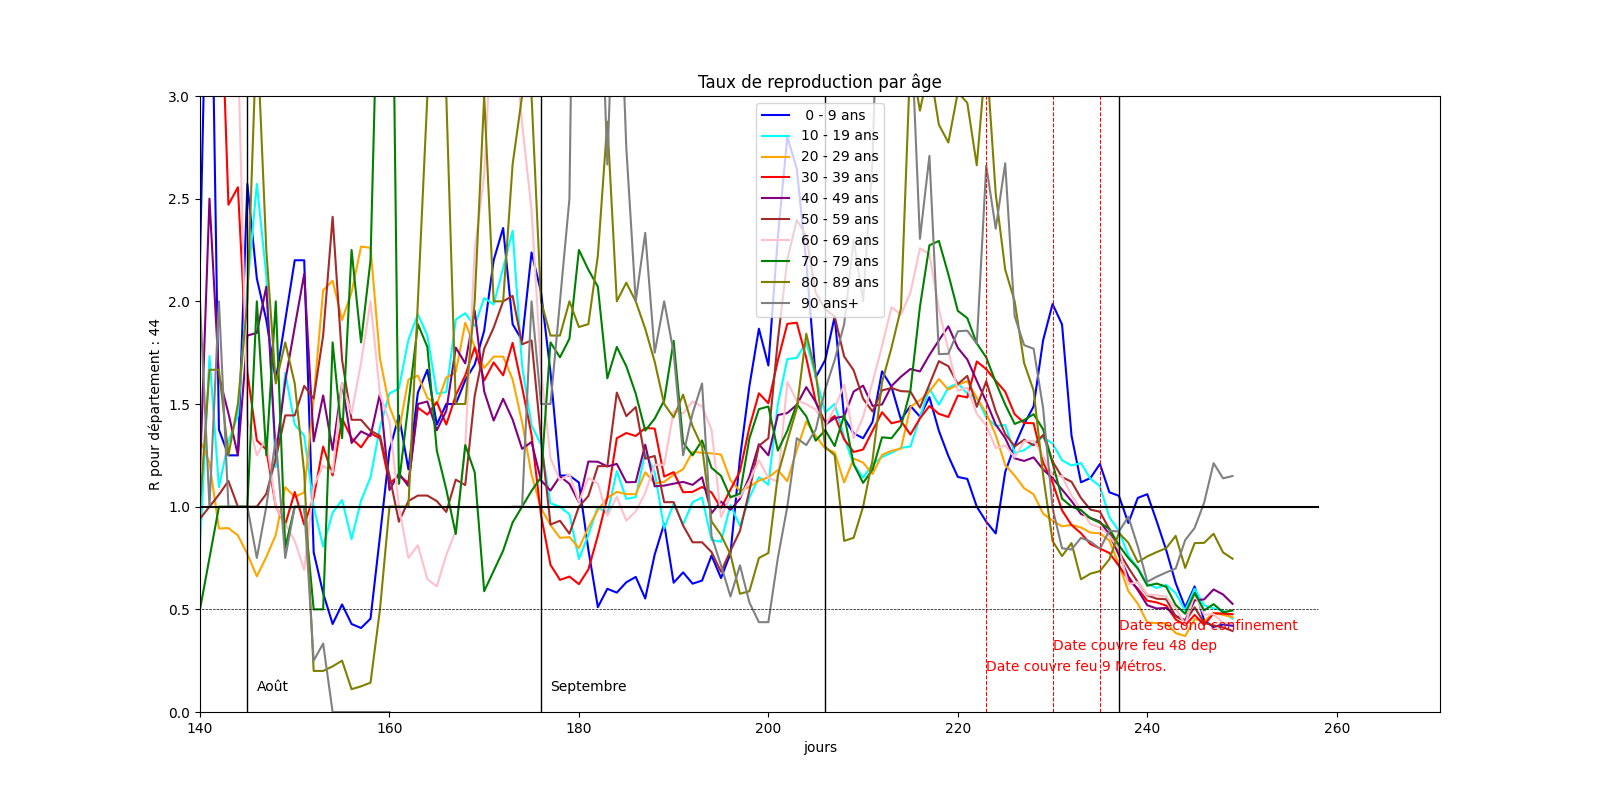 Taux de reproduction par âge
3.0
2.5
2.0
1.5
1.0
0.5
0.0
R pour département : 44
0 - 9 ans
10 - 19 ans
20 - 29 ans
30 - 39 ans
40 - 49 ans
50 - 59 ans
60 - 69 ans
70 - 79 ans
80 - 89 ans
90 ans+
Date second confinement
Date couvre feu 48 dep
Date couvre feu 9 Métros.
Août
Septembre
140
160
180
200
220
240
260
jours